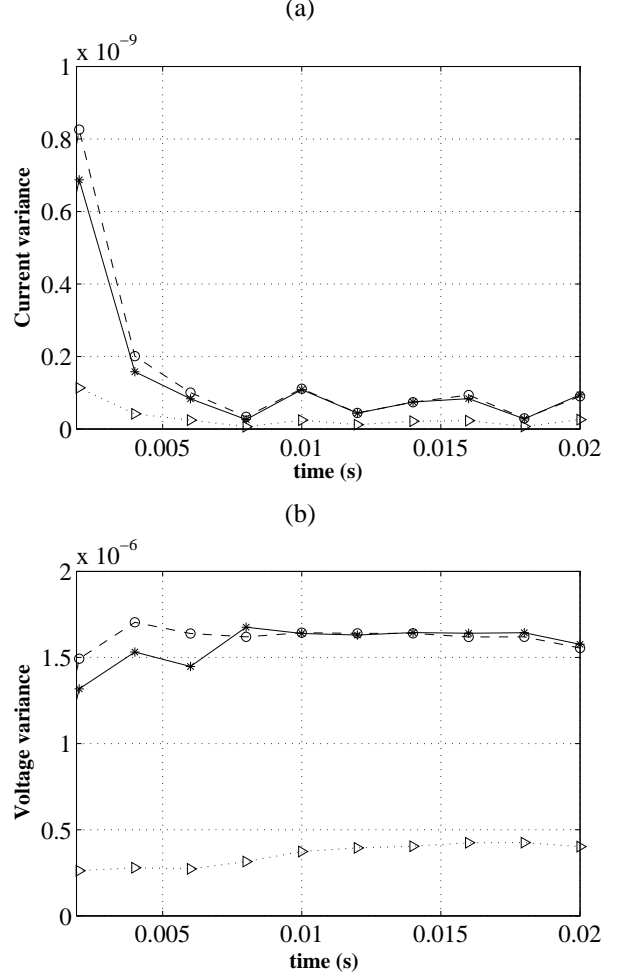 (a)
x 10⁻⁹
1
0.8
0.6
0.4
0.2
0
Current variance
0.005 0.01 0.015 0.02
time (s)
(b)
x 10⁻⁶
2
1.5
1
0.5
0
Voltage variance
0.005 0.01 0.015 0.02
time (s)